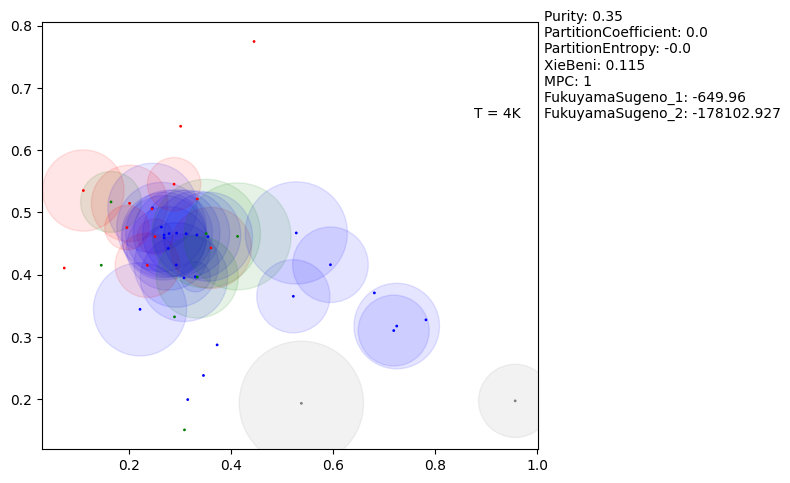 Purity: 0.35
PartitionCoefficient: 0.0
PartitionEntropy: -0.0
XieBeni: 0.115
MPC: 1
FukuyamaSugeno_1: -649.96
FukuyamaSugeno_2: -178102.927
T = 4K
0.8
0.7
0.6
0.5
0.4
0.3
0.2
0.2
0.4
0.6
0.8
1.0